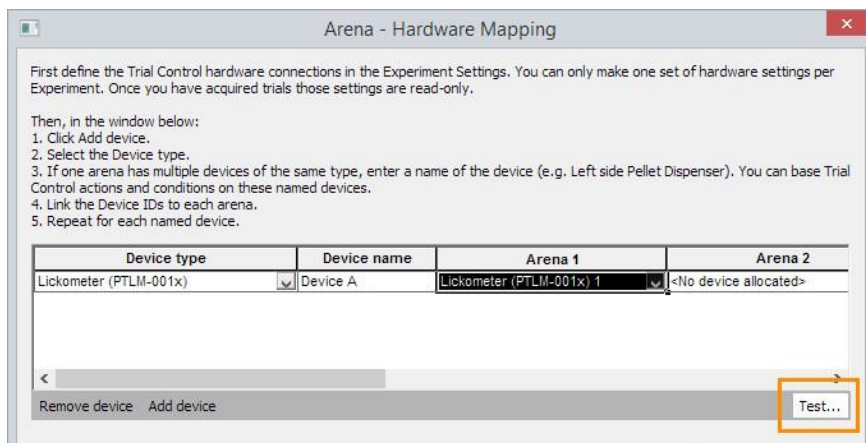 Arena - Hardware Mapping
First define the Trial Control hardware connections in the Experiment Settings. You can only make one set of hardware settings per
Experiment. Once you have acquired trials those settings are read-only.
Then, in the window below:
1. Click Add device.
2. Select the Device type.
3. If one arena has multiple devices of the same type, enter a name of the device (e.g. Left side Pellet Dispenser). You can base Trial
Control actions and conditions on these named devices.
4. Link the Device IDs to each arena.
5. Repeat for each named device.
Device type Device name Arena 1 Arena 2
Lickometer (PTLM-001x) Device A Lickometer (PTLM-001x) 1 <No device allocated>
Remove device Add device Test...